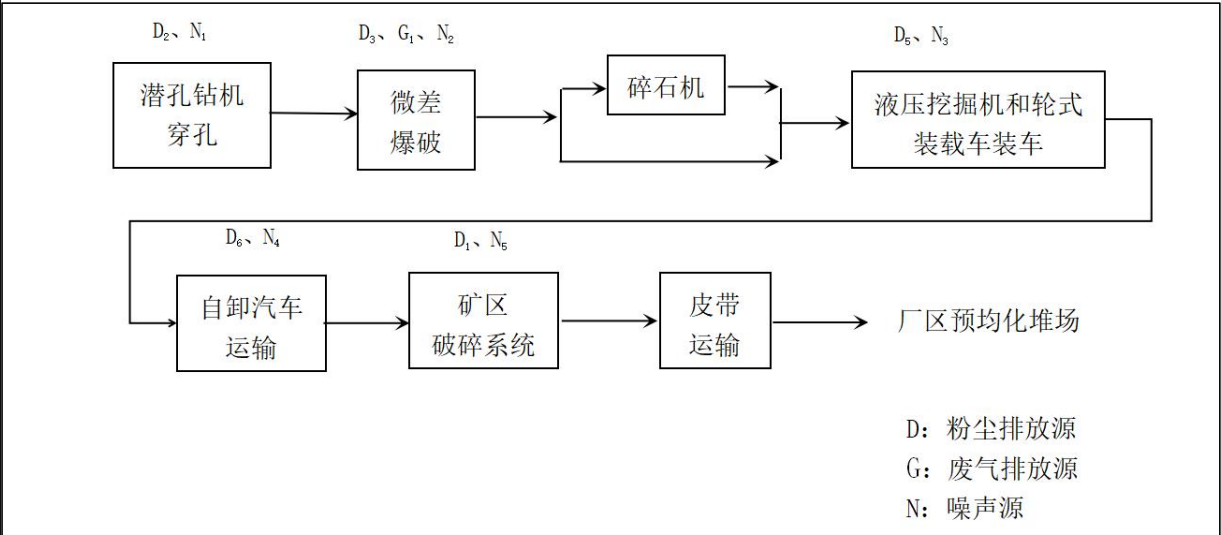 D₂、N₁
D₃、G₁、N₂
D₅、N₃
潜孔钻机
穿孔
微差
爆破
碎石机
液压挖掘机和轮式
装载车装车
D₆、N₄
D₁、N₅
自卸汽车
运输
矿区
破碎系统
皮带
运输
厂区预均化堆场
D：粉尘排放源
G：废气排放源
N：噪声源